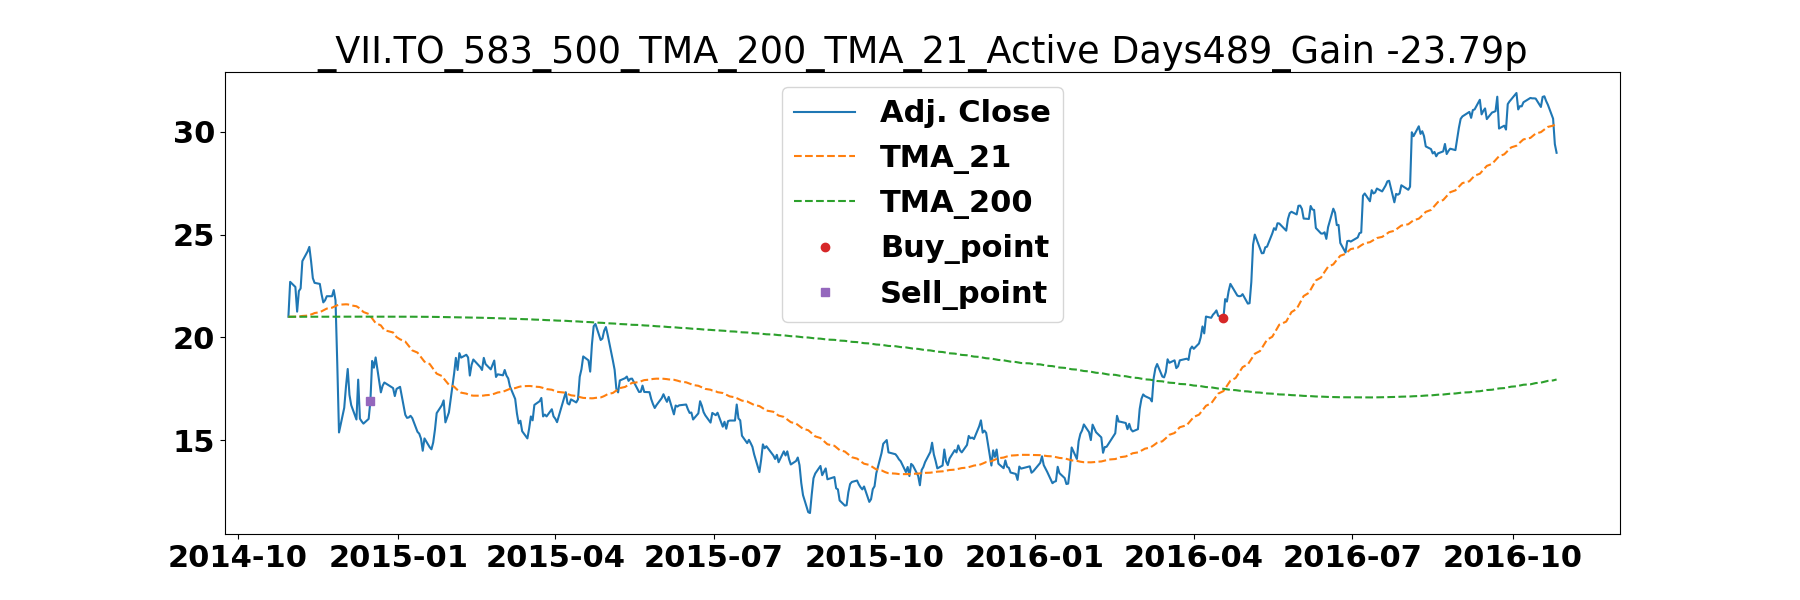 _VII.TO_583_500_TMA_200_TMA_21_Active Days489_Gain -23.79p
Adj. Close
TMA_21
TMA_200
Buy_point
Sell_point
30
25
20
15
2014-10 2015-01 2015-04 2015-07 2015-10 2016-01 2016-04 2016-07 2016-10